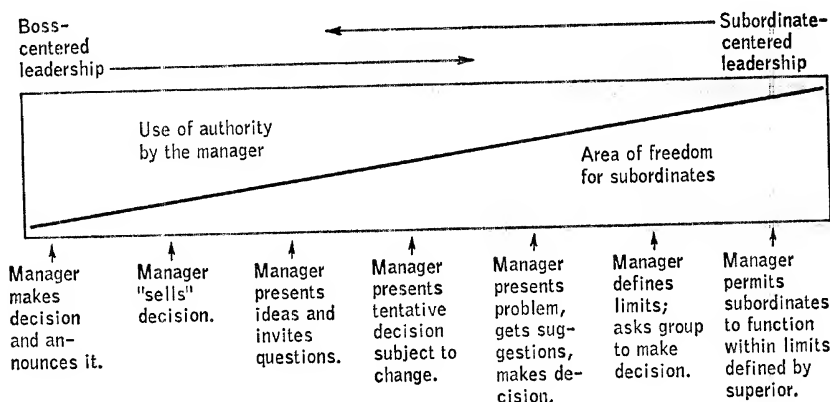 Boss-
centered
leadership
Subordinate-
centered
leadership
Use of authority
by the manager
Area of freedom
for subordinates
Manager
makes
decision
and an-
nounces it.
Manager
"sells"
decision.
Manager
presents
ideas and
invites
questions.
Manager
presents
tentative
decision
subject to
change.
Manager
presents
problem,
gets sug-
gestions,
makes de-
cision.
Manager
defines
limits;
asks group
to make
decision.
Manager
permits
subordinates
to function
within limits
defined by
superior.